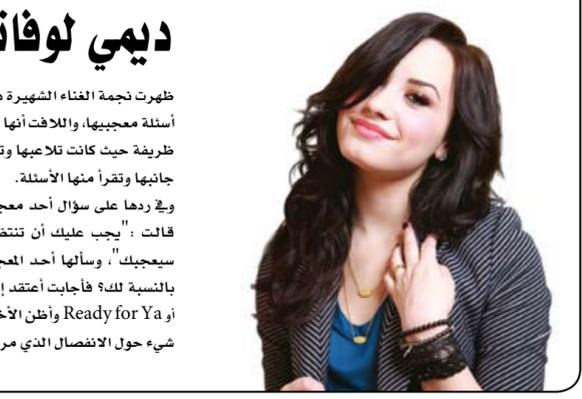 ديمي لوفا
ظهرت نجمة الغناء الشهيرة
أسئلة معجبيها، واللافت أنها
ظريفة حيث كانت تلاعبها
جانبها وتقرأ منها الأسئلة.
وفي ردها على سؤال أحد
قالت :"يجب عليك أن
سيعجبك"، وسألها أحد
بالنسبة لك؟ فأجابت أعتقد
أو Ready for Ya وأظن
شيء حول الانفصال الذي